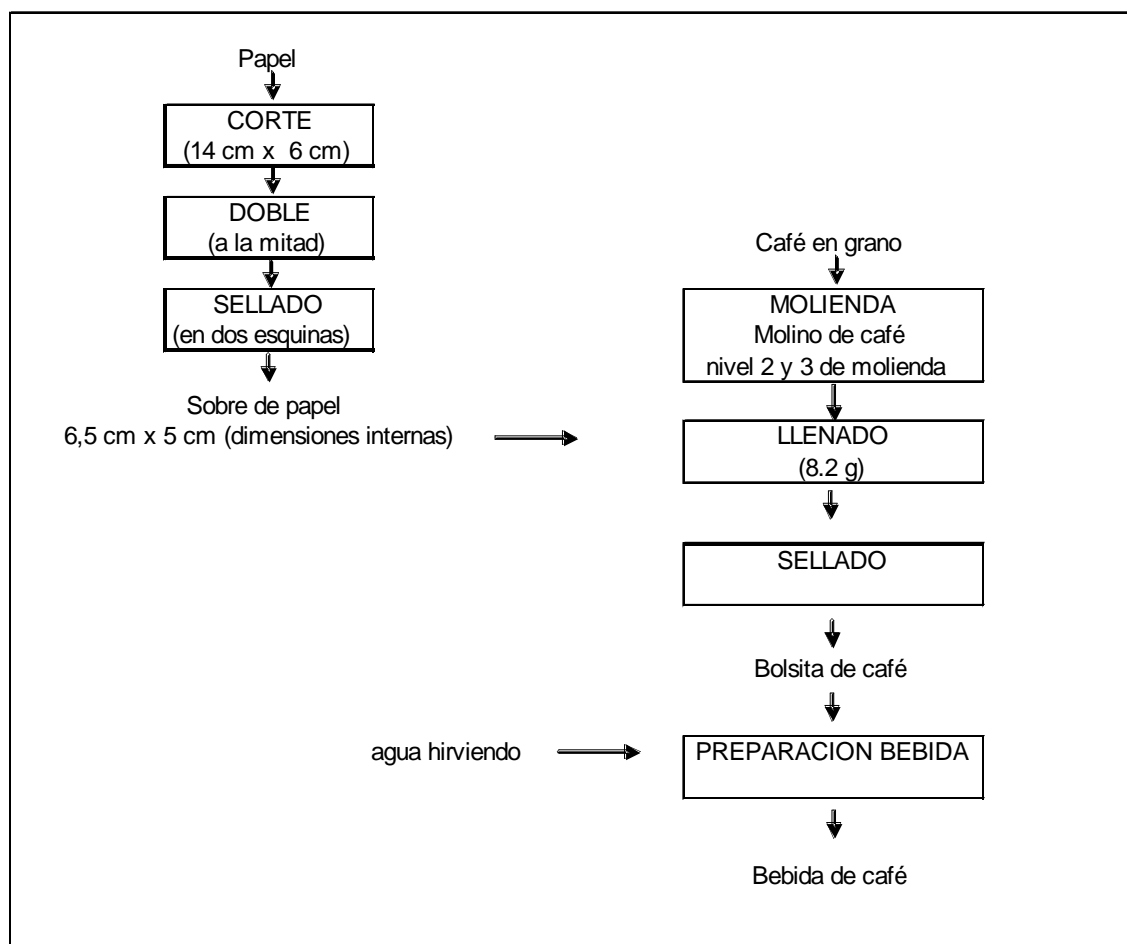 Papel
CORTE
(14 cm x 6 cm)
DOBLE
(a la mitad)
SELLADO
(en dos esquinas)
Sobre de papel
6,5 cm x 5 cm (dimensiones internas)
Café en grano
MOLIENDA
Molino de café
nivel 2 y 3 de molienda
LLENADO
(8.2 g)
SELLADO
Bolsita de café
agua hirviendo
PREPARACION BEBIDA
Bebida de café